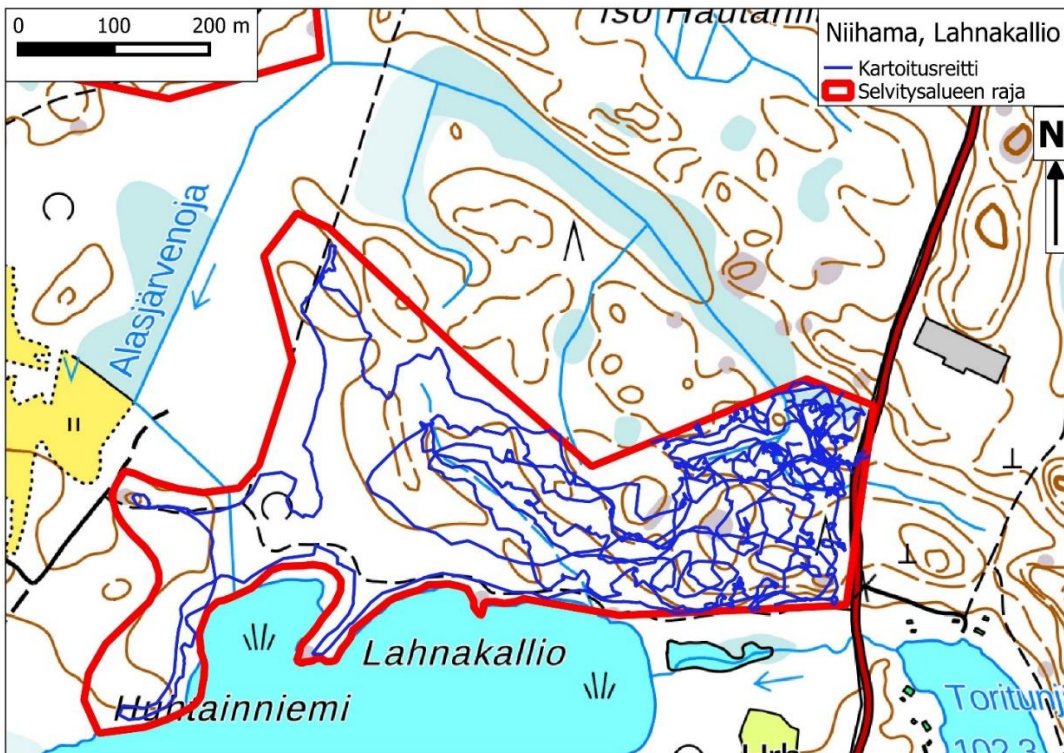 0 100 200 m
Niihama, Lahnakallio
Kartoitusreitti
Selvitysalueen raja
N
Alasjärvenoja
Lahnakallio
Huhtainniemi